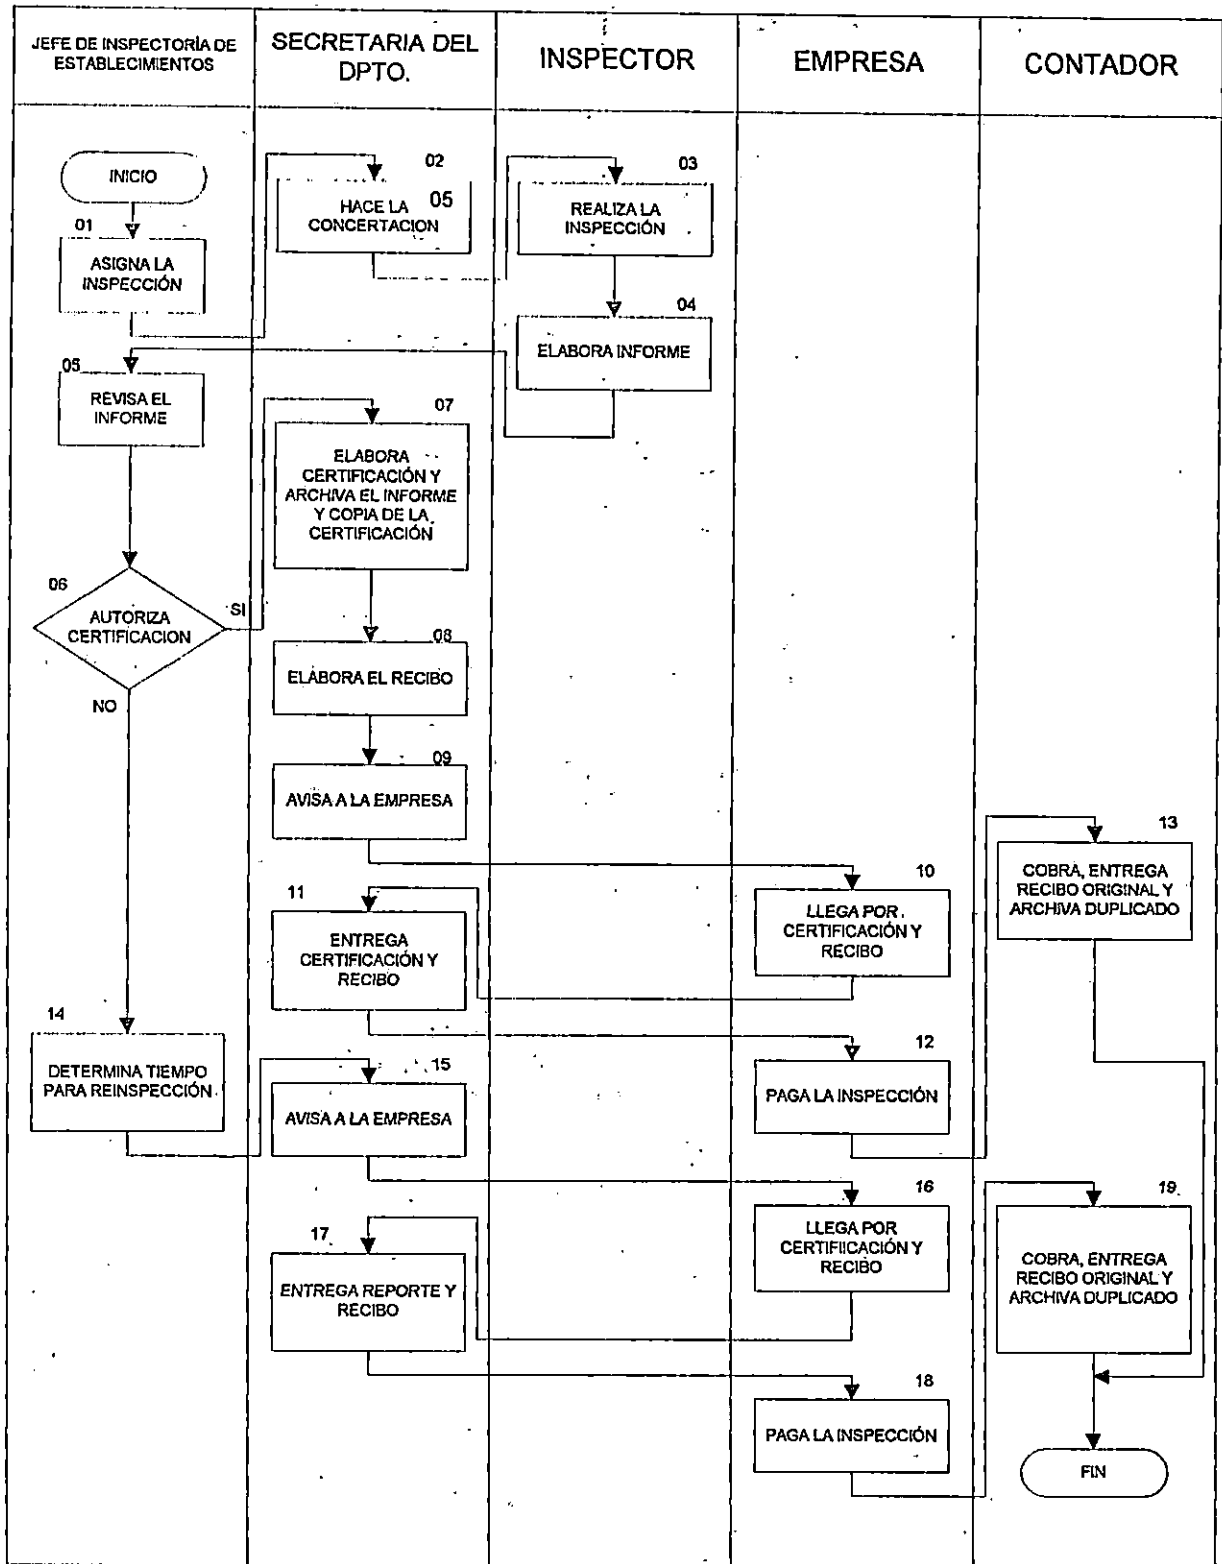 JEFE DE INSPECTORÍA DE
ESTABLECIMIENTOS
SECRETARIA DEL
DPTO.
INSPECTOR
EMPRESA
CONTADOR
INICIO
01
ASIGNA LA
INSPECCIÓN
02
HACE LA 05
CONCERTACION
03
REALIZA LA
INSPECCIÓN
04
ELABORA INFORME
05
REVISA EL
INFORME
06
AUTORIZA
CERTIFICACION
SI
NO
07
ELABORA
CERTIFICACIÓN Y
ARCHIVA EL INFORME
Y COPIA DE LA
CERTIFICACIÓN
08
ELABORA EL RECIBO
09
AVISA A LA EMPRESA
10
LLEGA POR
CERTIFICACIÓN Y
RECIBO
11
ENTREGA
CERTIFICACIÓN Y
RECIBO
12
PAGA LA INSPECCIÓN
13
COBRA, ENTREGA
RECIBO ORIGINAL Y
ARCHIVA DUPLICADO
14
DETERMINA TIEMPO
PARA REINSPECCIÓN
15
AVISA A LA EMPRESA
16
LLEGA POR
CERTIFIICACIÓN Y
RECIBO
17
ENTREGA REPORTE Y
RECIBO
18
PAGA LA INSPECCIÓN
19
COBRA, ENTREGA
RECIBO ORIGINAL Y
ARCHIVA DUPLICADO
FIN